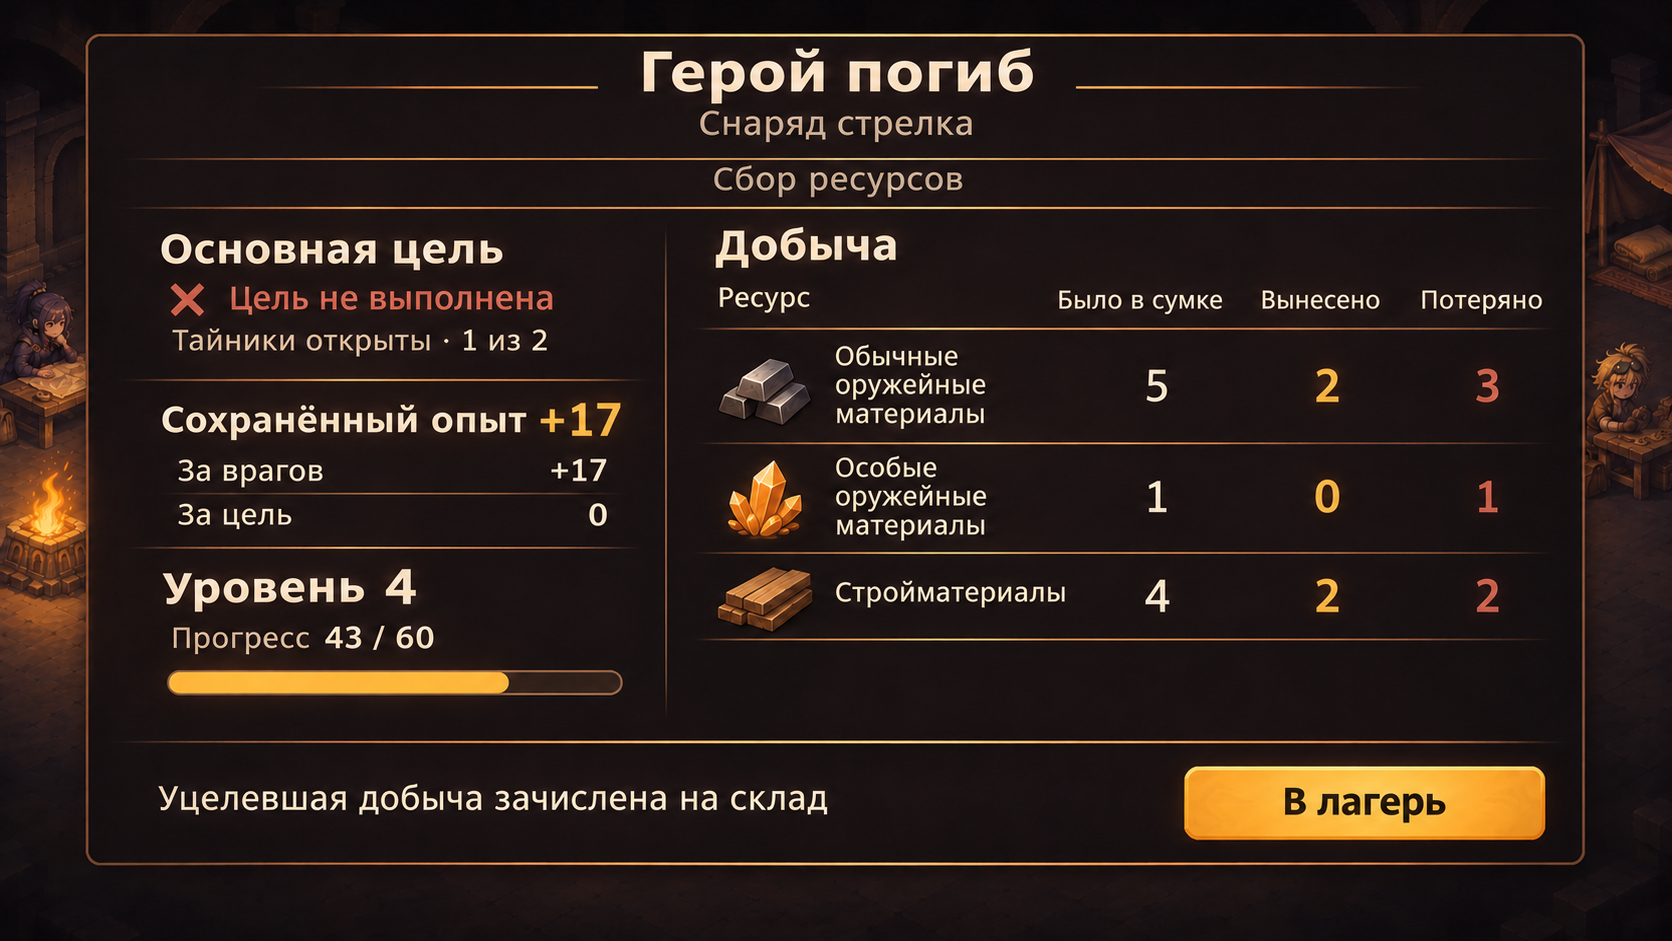 Герой погиб
Снаряд стрелка
Сбор ресурсов
Основная цель
Цель не выполнена
Тайники открыты · 1 из 2
Сохранённый опыт +17
За врагов +17
За цель 0
Уровень 4
Прогресс 43 / 60
Добыча
Ресурс Было в сумке Вынесено Потеряно
Обычные
оружейные
материалы
5 2 3
Особые
оружейные
материалы
1 0 1
Стройматериалы 4 2 2
Уцелевшая добыча зачислена на склад
В лагерь